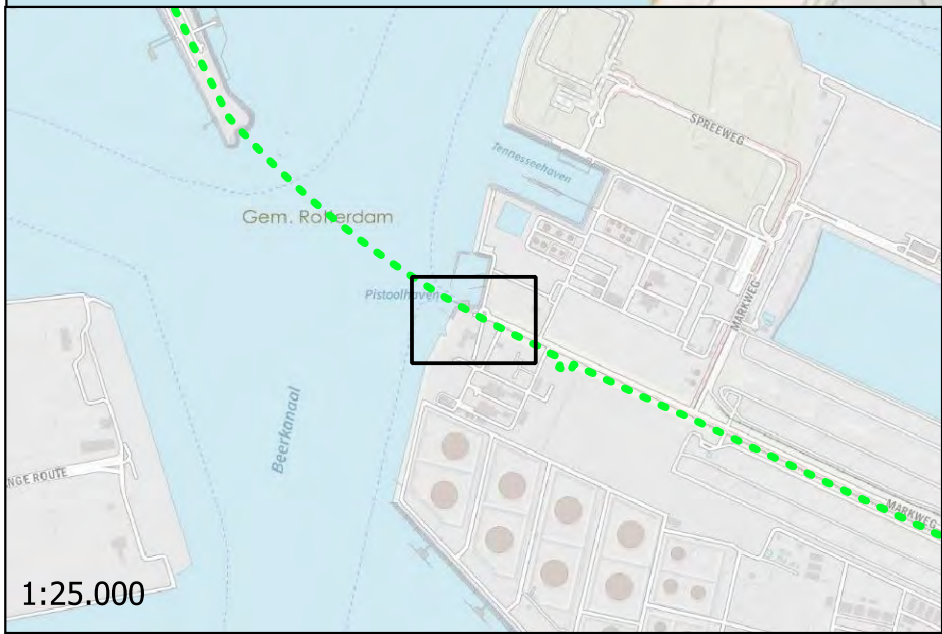 SPREEWEG
Tennesseehaven
Gem. Rotterdam
Pistoolhaven
MARKWEG
Beerkanaal
NGE ROUTE
MARKWEG
1:25.000